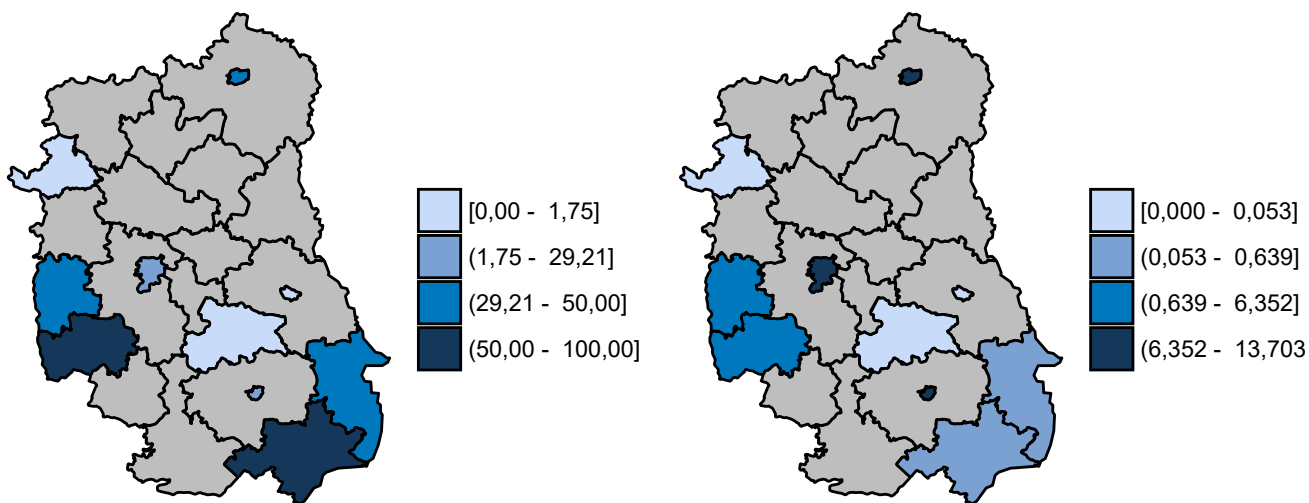 [0,00 - 1,75]
(1,75 - 29,21]
(29,21 - 50,00]
(50,00 - 100,00]
[0,000 - 0,053]
(0,053 - 0,639]
(0,639 - 6,352]
(6,352 - 13,703